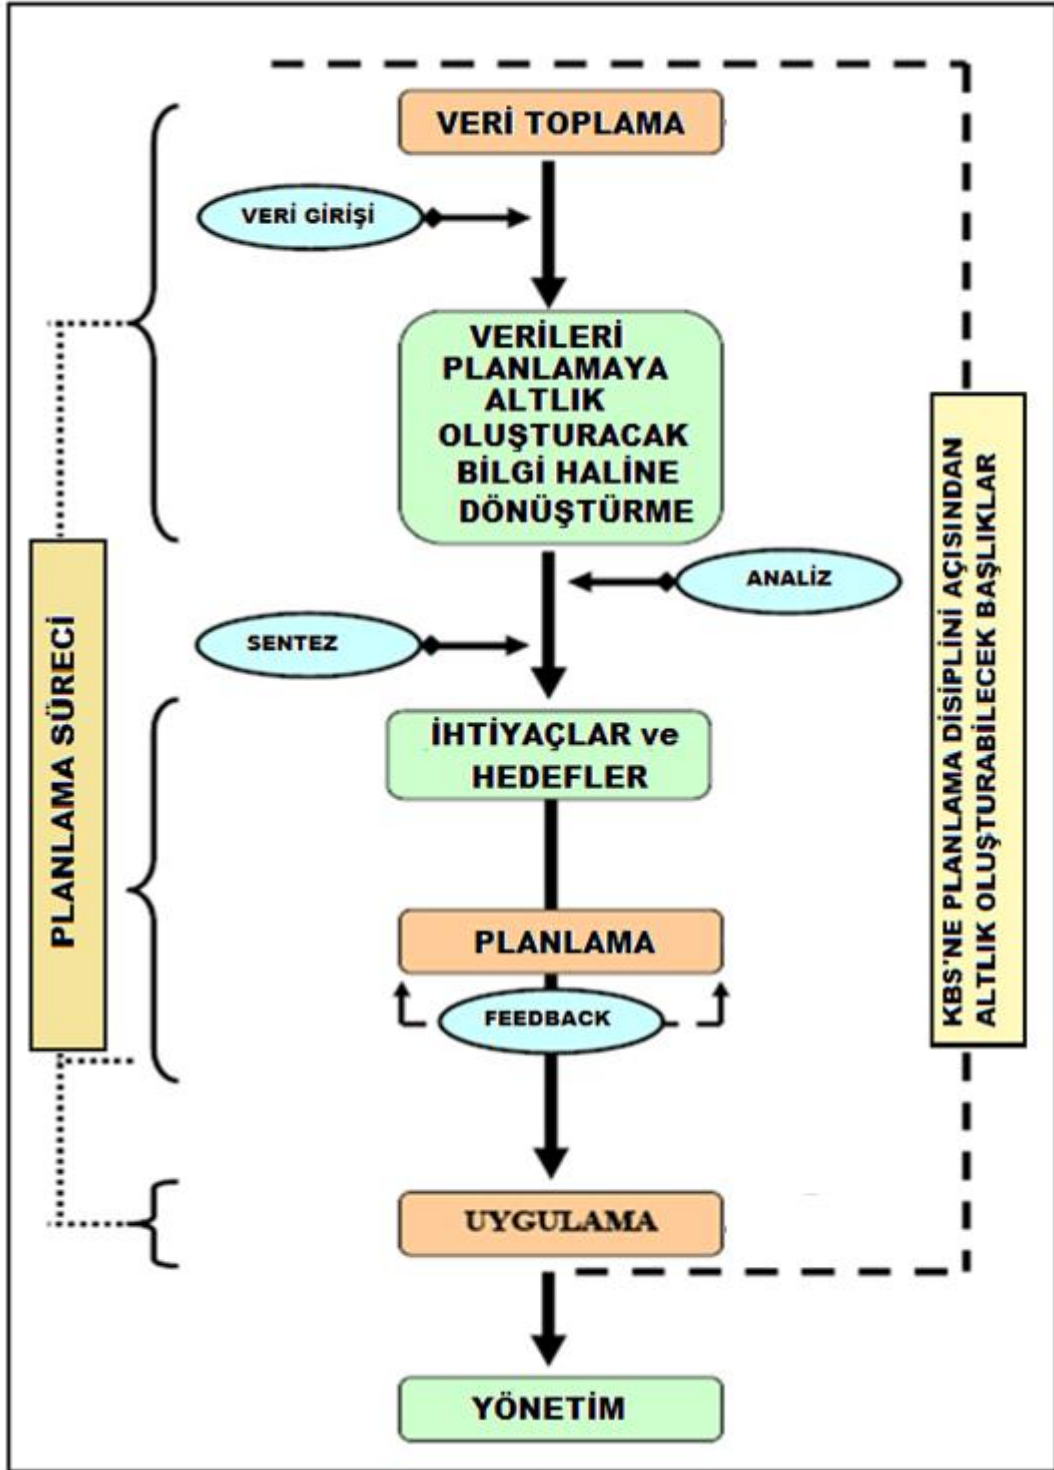 VERİ TOPLAMA
VERİ GİRİŞİ
VERİLERİ
PLANLAMAYA
ALTLIK
OLUŞTURACAK
BİLGİ HALİNE
DÖNÜŞTÜRME
ANALİZ
SENTEZ
İHTİYAÇLAR ve
HEDEFLER
PLANLAMA
FEEDBACK
UYGULAMA
YÖNETİM
PLANLAMA SÜRECİ
KBS'NE PLANLAMA DİSİPLİNİ AÇISINDAN
ALTLIK OLUŞTURABİLECEK BAŞLIKLAR